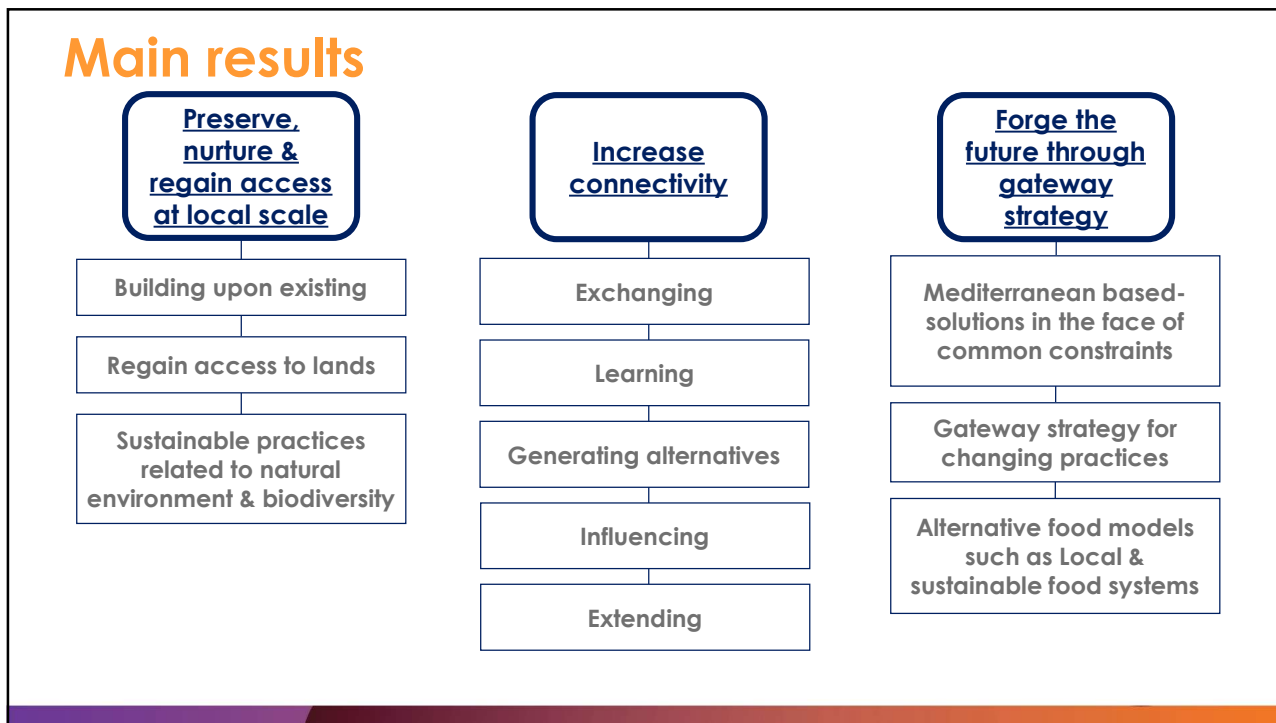 Main results
Preserve,
nurture &
regain access
at local scale
Building upon existing
Regain access to lands
Sustainable practices
related to natural
environment & biodiversity
Increase
connectivity
Exchanging
Learning
Generating alternatives
Influencing
Extending
Forge the
future through
gateway
strategy
Mediterranean based-
solutions in the face of
common constraints
Gateway strategy for
changing practices
Alternative food models
such as Local &
sustainable food systems